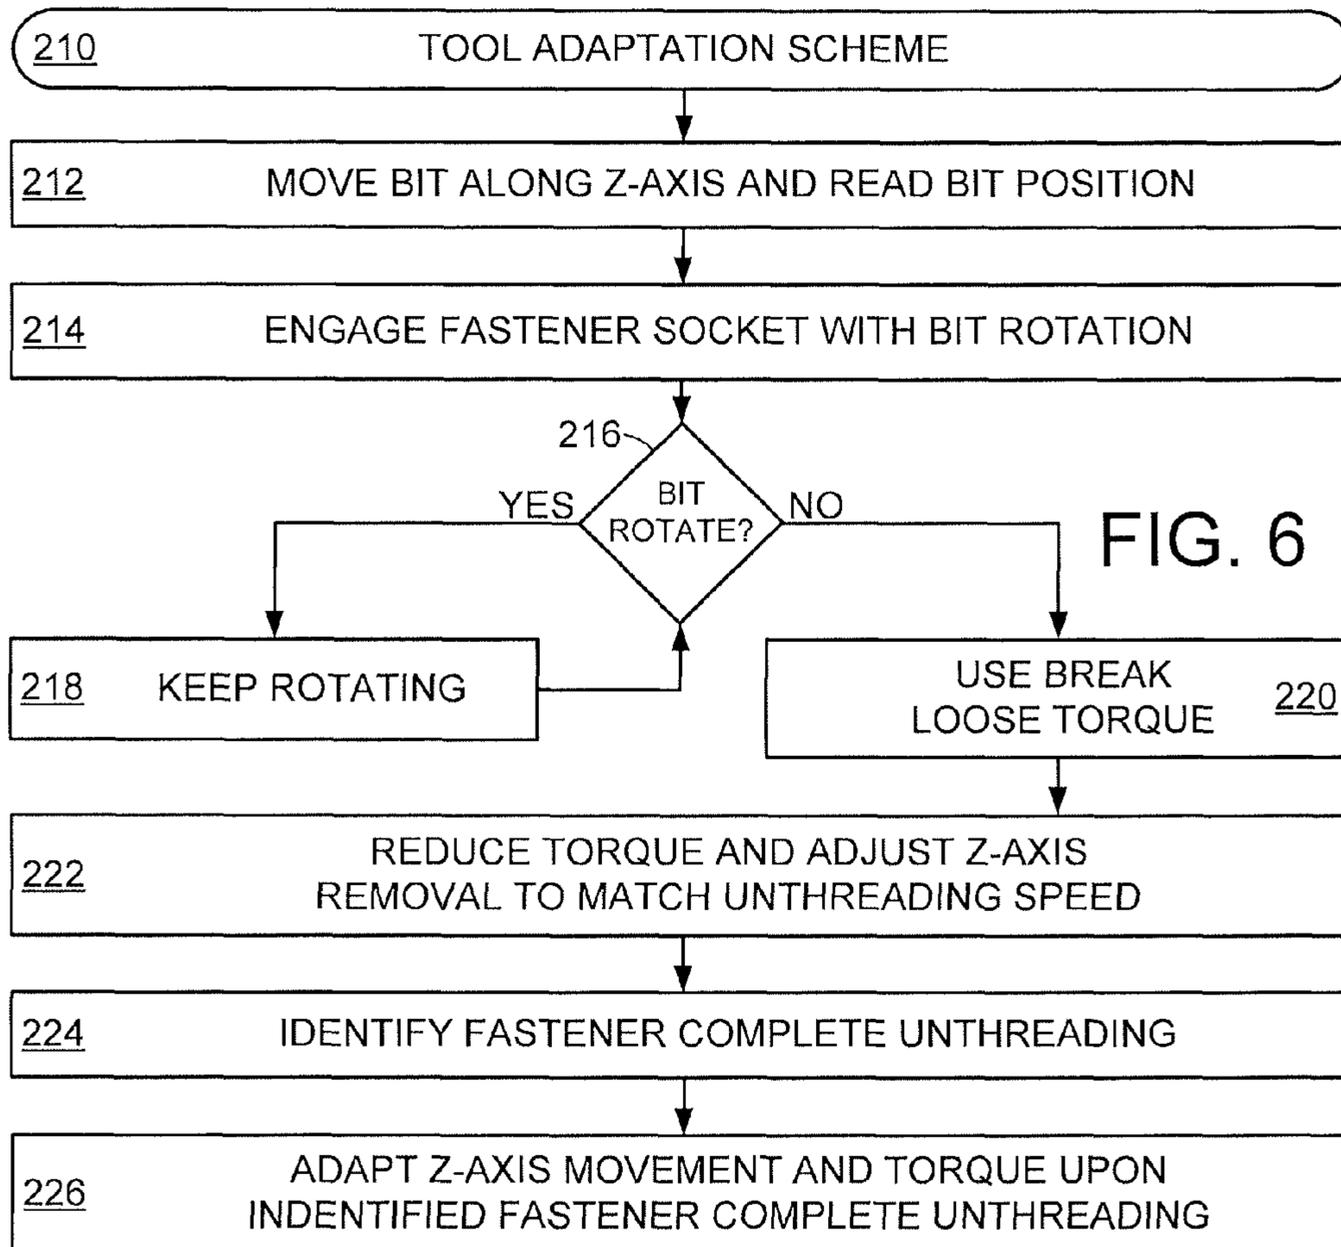 210 TOOL ADAPTATION SCHEME
212 MOVE BIT ALONG Z-AXIS AND READ BIT POSITION
214 ENGAGE FASTENER SOCKET WITH BIT ROTATION
216
YES
BIT
ROTATE?
NO
FIG. 6
218 KEEP ROTATING
USE BREAK
LOOSE TORQUE
220
222
REDUCE TORQUE AND ADJUST Z-AXIS
REMOVAL TO MATCH UNTHREADING SPEED
224 IDENTIFY FASTENER COMPLETE UNTHREADING
226
ADAPT Z-AXIS MOVEMENT AND TORQUE UPON
INDENTIFIED FASTENER COMPLETE UNTHREADING